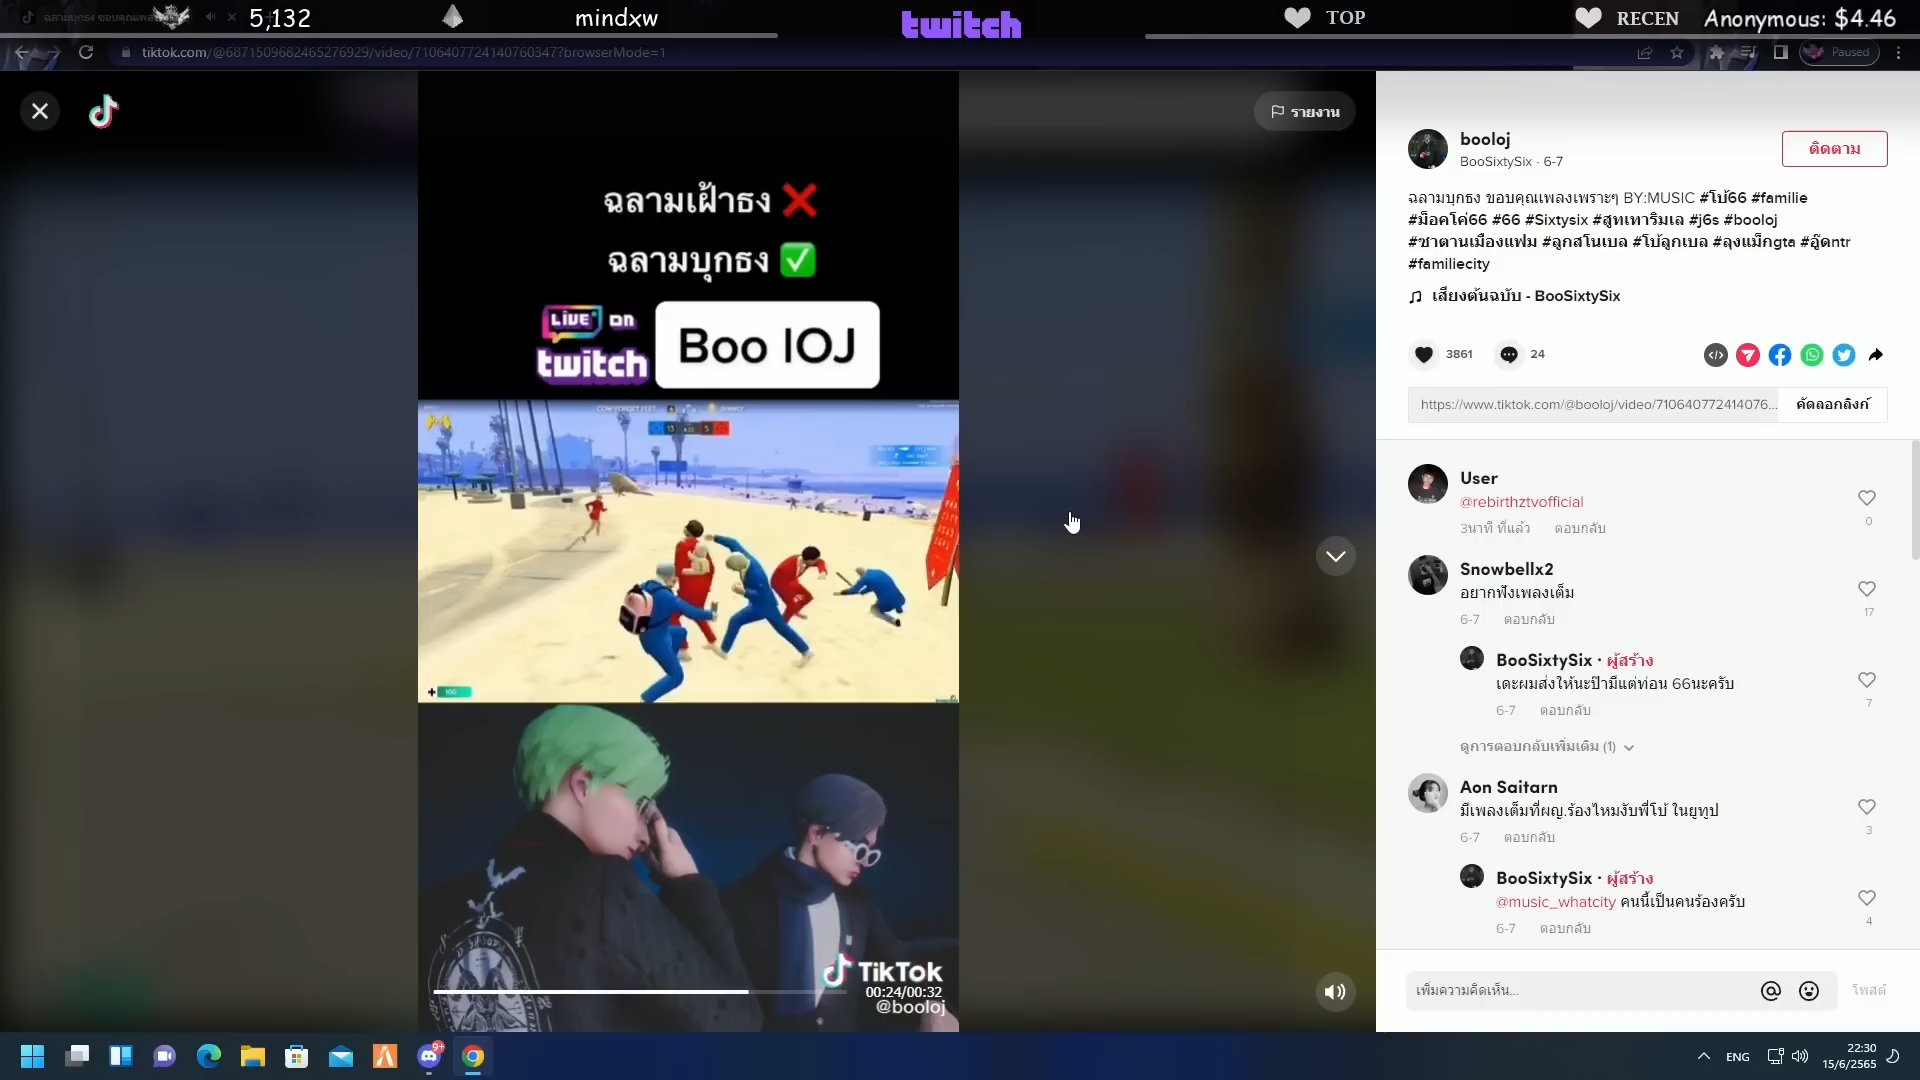 5,132
mindxw
twitch
TOP
RECEN
Anonymous: $4.46
tiktok.com/@6871509682465276929/video/7106407724140760347?browserMode=1
Paused
รายงาน
ฉลามเฝ้าธง ❌
ฉลามบุกธง ✅
LIVE on
twitch
Boo IOJ
100
TikTok
00:24/00:32
@booloj
booloj
BooSixtySix · 6-7
ติดตาม
ฉลามบุกธง ขอบคุณเพลงเพราะๆ BY:MUSIC #โบ้66 #familie
#ม็อคโค่66 #66 #Sixtysix #สูทเทาริมเล #j6s #booloj
#ซาตานเมืองแฟม #ลูกสโนเบล #โบ้ลูกเบล #ลุงแม็กgta #อู๊ดntr
#familiecity
เสียงต้นฉบับ - BooSixtySix
3861
24
https://www.tiktok.com/@booloj/video/710640772414076...
คัดลอกลิงก์
User
@rebirthztvofficial
3นาที ที่แล้ว ตอบกลับ
0
Snowbellx2
อยากฟังเพลงเต็ม
6-7 ตอบกลับ
17
BooSixtySix · ผู้สร้าง
เดะผมส่งให้นะป๊ามีแต่ท่อน 66นะครับ
6-7 ตอบกลับ
7
ดูการตอบกลับเพิ่มเติม (1)
Aon Saitarn
มีเพลงเต็มที่ผญ.ร้องไหมงับพี่โบ้ ในยูทูป
6-7 ตอบกลับ
3
BooSixtySix · ผู้สร้าง
@music_whatcity คนนี้เป็นคนร้องครับ
6-7 ตอบกลับ
4
เพิ่มความคิดเห็น...
โพสต์
9+
ENG
22:30
15/6/2565